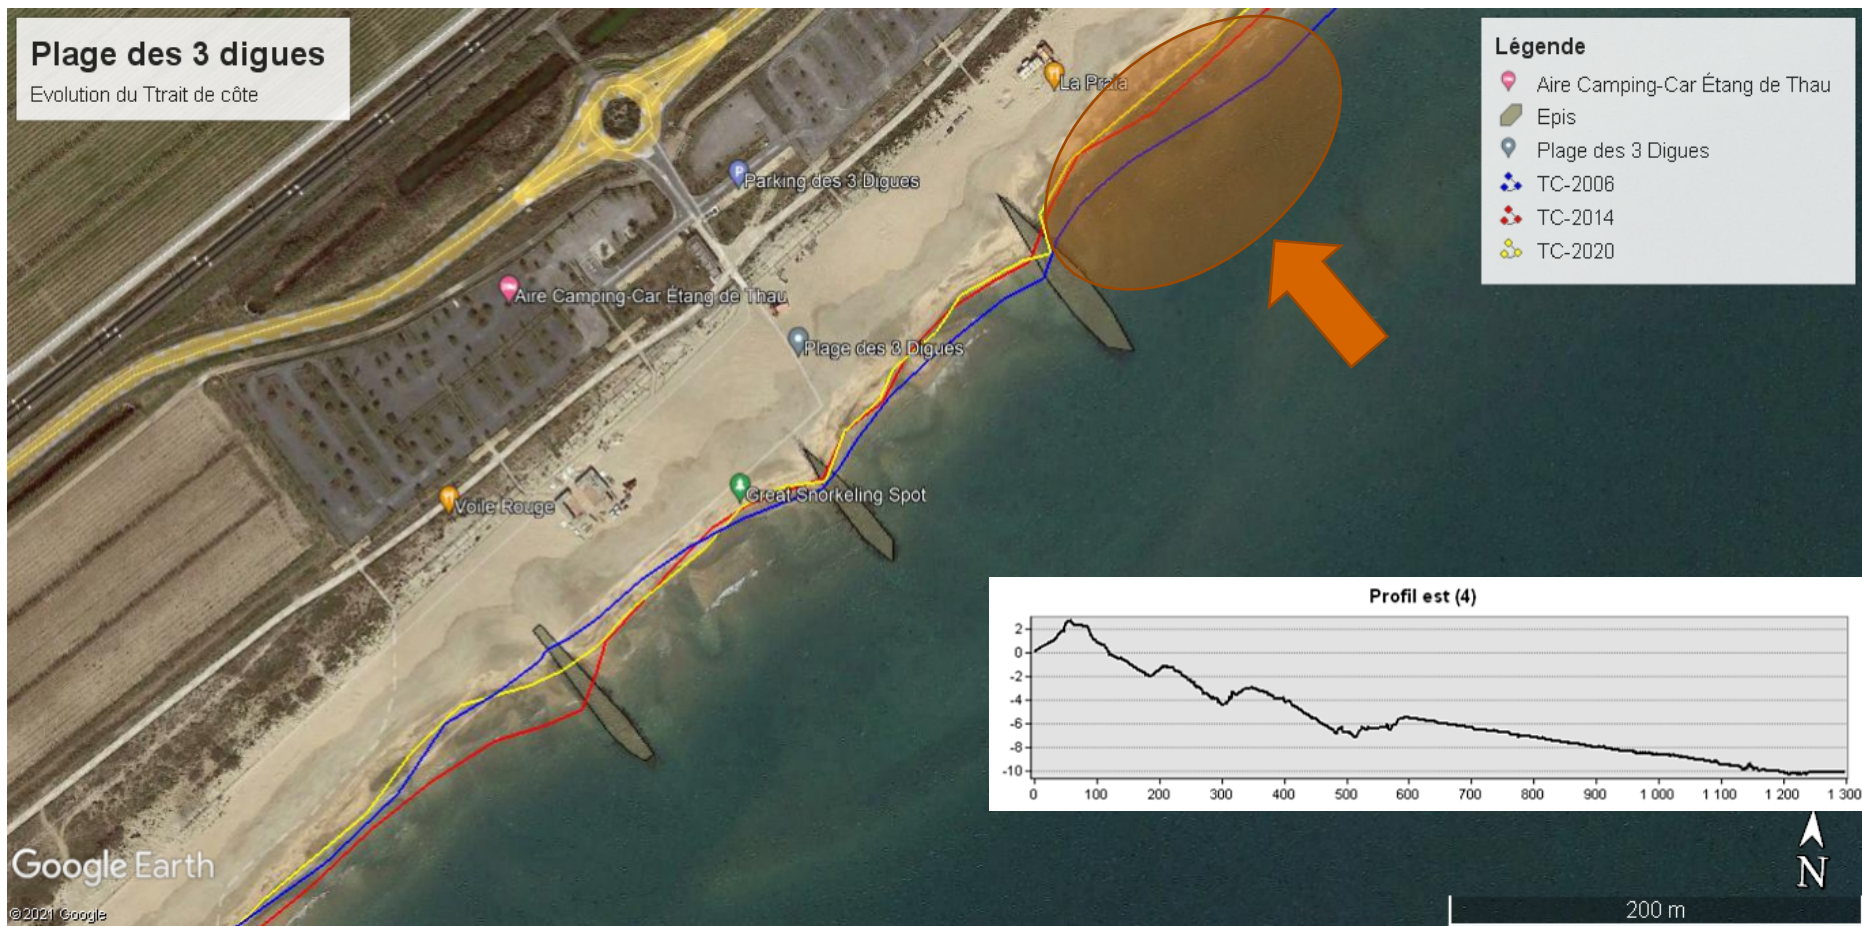 Plage des 3 digues
Evolution du Ttrait de côte
Légende
Aire Camping-Car Étang de Thau
Epis
Plage des 3 Digues
TC-2006
TC-2014
TC-2020
La Praia
P
Parking des 3 Digues
Aire Camping-Car Étang de Thau
Plage des 3 Digues
Great Snorkeling Spot
Voile Rouge
Profil est (4)
2
0
-2
-4
-6
-8
-10
0 100 200 300 400 500 600 700 800 900 1 000 1 100 1 200 1 300
N
200 m
Google Earth
©2021 Google